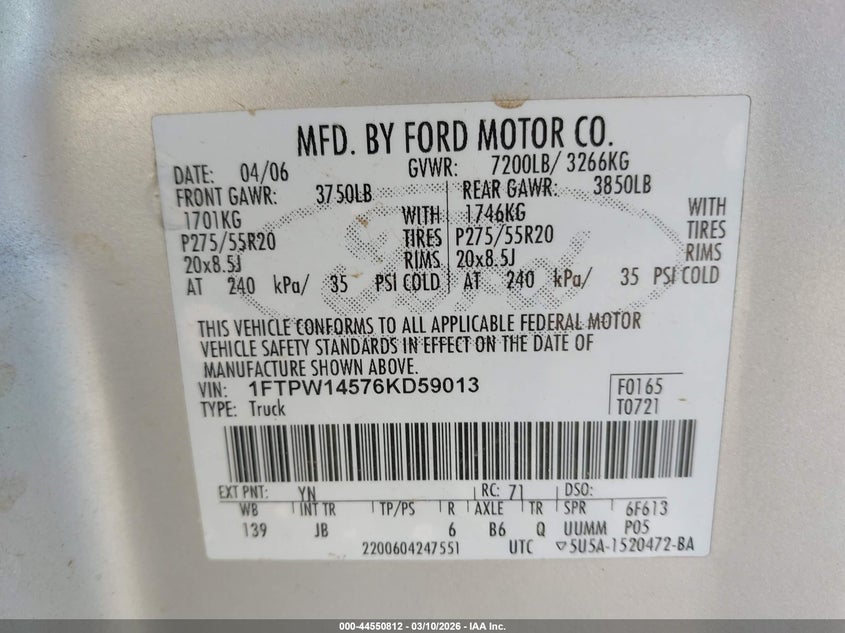 MFD. BY FORD MOTOR CO.
DATE: 04/06 GVWR: 7200LB/ 3266KG
FRONT GAWR: 3750LB REAR GAWR: 3850LB
1701KG WITH 1746KG WITH
P275/55R20 TIRES P275/55R20 TIRES
20x8.5J RIMS 20x8.5J RIMS
AT 240 kPa/ 35 PSI COLD AT 240 kPa/ 35 PSI COLD
THIS VEHICLE CONFORMS TO ALL APPLICABLE FEDERAL MOTOR
VEHICLE SAFETY STANDARDS IN EFFECT ON THE DATE OF
MANUFACTURE SHOWN ABOVE.
VIN: 1FTPW14576KD59013 F0165
TYPE: Truck T0721
EXT PNT: YN RC: 71 DSO:
WB INT TR TP/PS R AXLE TR SPR 6F613
139 JB 6 B6 Q UUMM P05
2200604247551 UTC ▽5U5A-1520472-BA
Ford
000-44550812 - 03/10/2026 - IAA Inc.